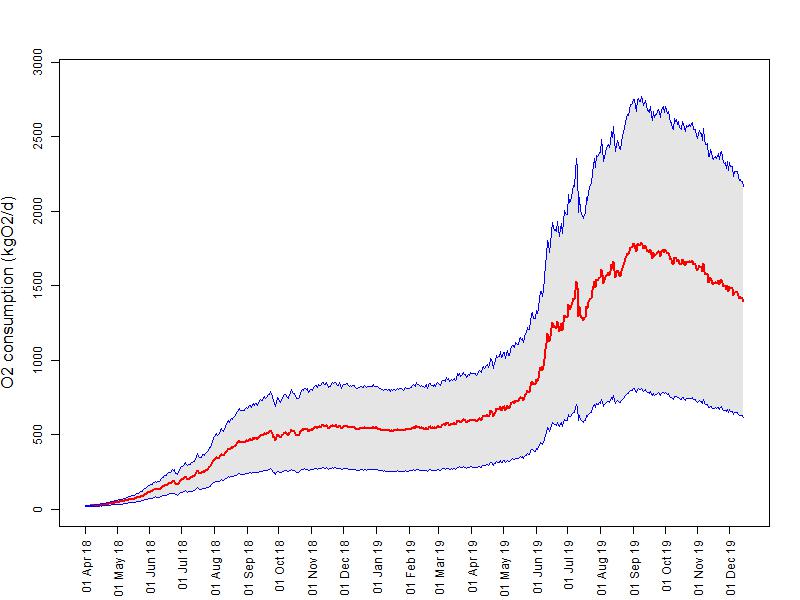 O2 consumption (kgO2/d)
3000
2500
2000
1500
1000
500
0
01 Apr 18
01 May 18
01 Jun 18
01 Jul 18
01 Aug 18
01 Sep 18
01 Oct 18
01 Nov 18
01 Dec 18
01 Jan 19
01 Feb 19
01 Mar 19
01 Apr 19
01 May 19
01 Jun 19
01 Jul 19
01 Aug 19
01 Sep 19
01 Oct 19
01 Nov 19
01 Dec 19